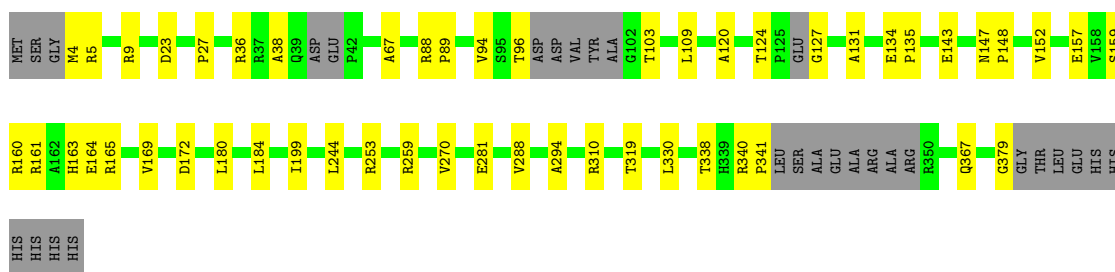 MET SER GLY M4 R5 R9 D23 P27 R36 R37 A38 Q39 ASP GLU P42 A67 R88 P89 V94 S95 T96 ASP ASP VAL TYR ALA G102 T103 L109 A120 T124 P125 GLU G127 A131 E134 P135 E143 N147 P148 V152 E157 V158 S159
R160 R161 A162 H163 E164 R165 V169 D172 L180 L184 I199 L244 R253 R259 V270 E281 V288 A294 R310 T319 L330 T338 H339 R340 P341 LEU SER ALA GLU ALA ARG ALA ARG R350 Q367 G379 GLY THR LEU GLU HIS HIS
HIS HIS HIS HIS